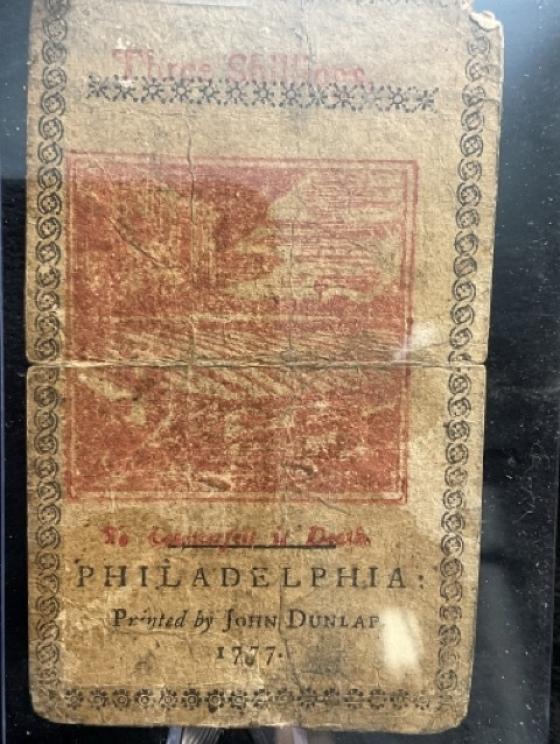 Three Shillings.
To Counterfeit is Death.
PHILADELPHIA:
Printed by JOHN DUNLAP.
1777.